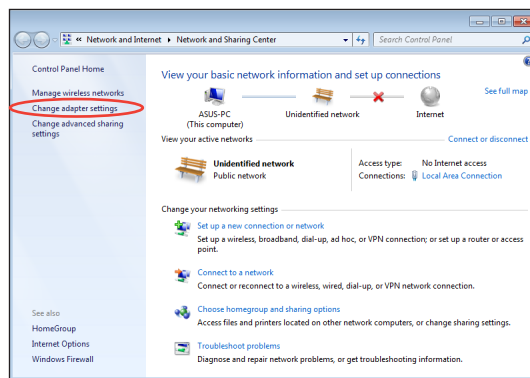 « Network and Internet ▸ Network and Sharing Center
Search Control Panel
Control Panel Home
Manage wireless networks
Change adapter settings
Change advanced sharing
settings
See also
HomeGroup
Internet Options
Windows Firewall
View your basic network information and set up connections
See full map
ASUS-PC
(This computer)
Unidentified network
Internet
View your active networks
Connect or disconnect
Unidentified network
Public network
Access type: No Internet access
Connections: Local Area Connection
Change your networking settings
Set up a new connection or network
Set up a wireless, broadband, dial-up, ad hoc, or VPN connection; or set up a router or access
point.
Connect to a network
Connect or reconnect to a wireless, wired, dial-up, or VPN network connection.
Choose homegroup and sharing options
Access files and printers located on other network computers, or change sharing settings.
Troubleshoot problems
Diagnose and repair network problems, or get troubleshooting information.